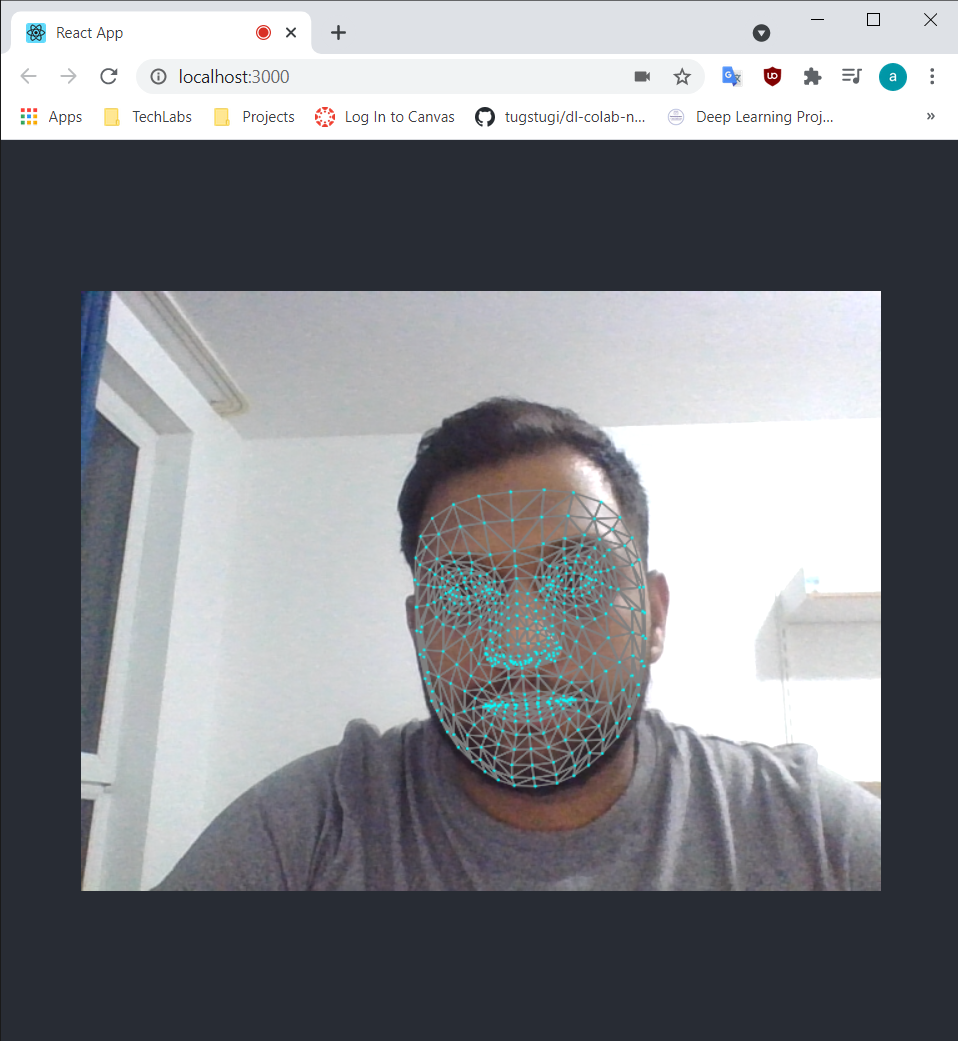 React App
localhost:3000
a
Apps TechLabs Projects Log In to Canvas tugstugi/dl-colab-n... Deep Learning Proj... »